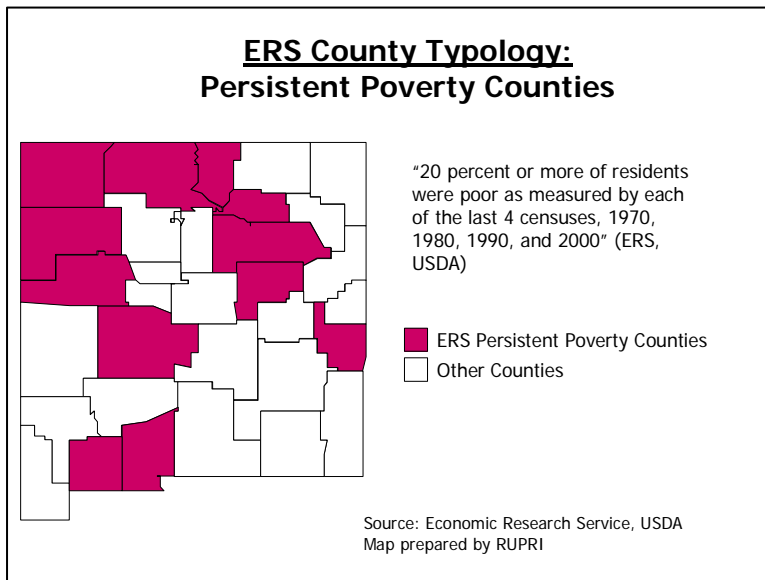 ERS County Typology:
Persistent Poverty Counties
"20 percent or more of residents
were poor as measured by each
of the last 4 censuses, 1970,
1980, 1990, and 2000" (ERS,
USDA)
ERS Persistent Poverty Counties
Other Counties
Source: Economic Research Service, USDA
Map prepared by RUPRI